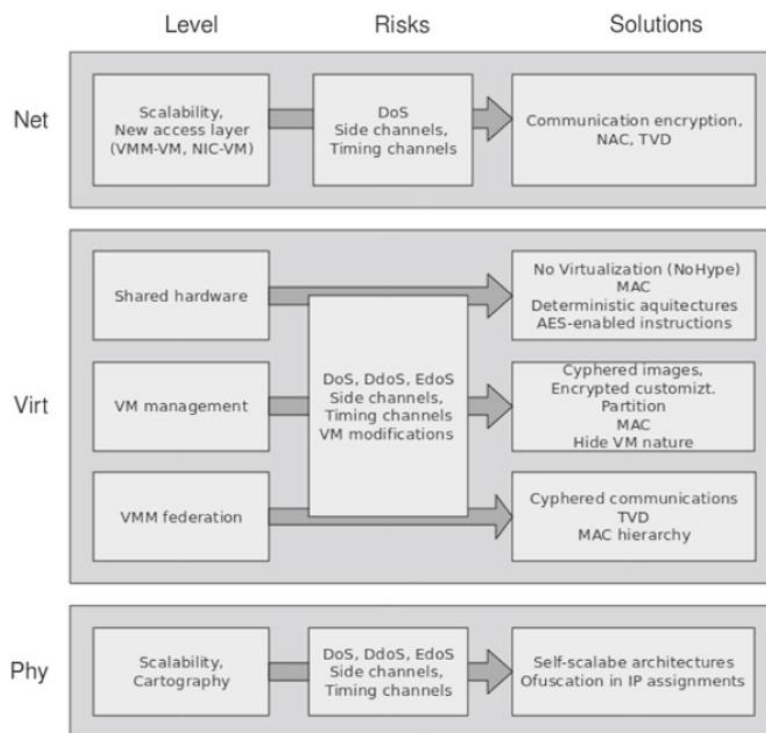 Level
Risks
Solutions
Net
Scalability,
New access layer
(VMM-VM, NIC-VM)
DoS
Side channels,
Timing channels
Communication encryption,
NAC, TVD
Virt
Shared hardware
VM management
VMM federation
DoS, DdoS, EdoS
Side channels,
Timing channels
VM modifications
No Virtualization (NoHype)
MAC
Deterministic aquitectures
AES-enabled instructions
Cyphered images,
Encrypted customizt.
Partition
MAC
Hide VM nature
Cyphered communications
TVD
MAC hierarchy
Phy
Scalability,
Cartography
DoS, DdoS, EdoS
Side channels,
Timing channels
Self-scalabe architectures
Ofuscation in IP assignments